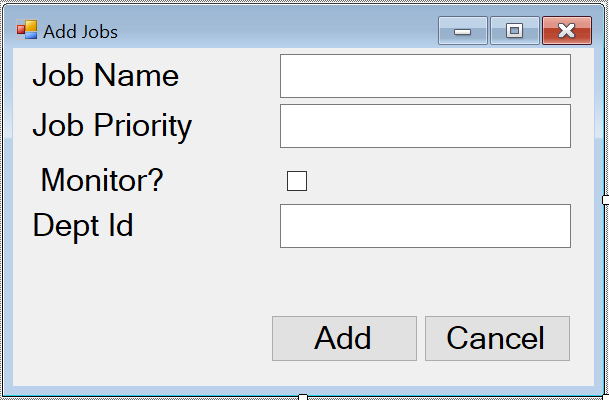 Add Jobs
Job Name
Job Priority
Monitor?
Dept Id
Add Cancel